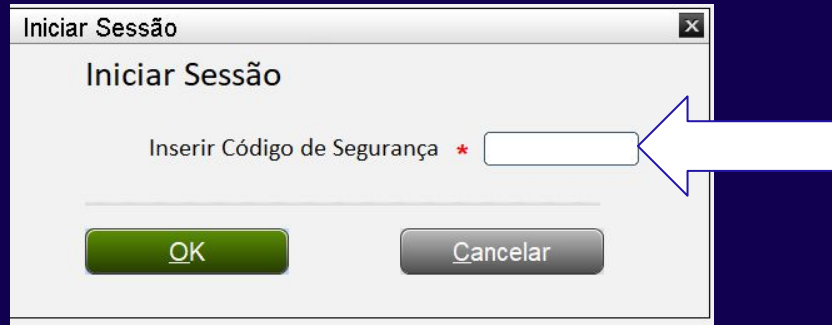 Iniciar Sessão
Iniciar Sessão
Inserir Código de Segurança *
OK Cancelar